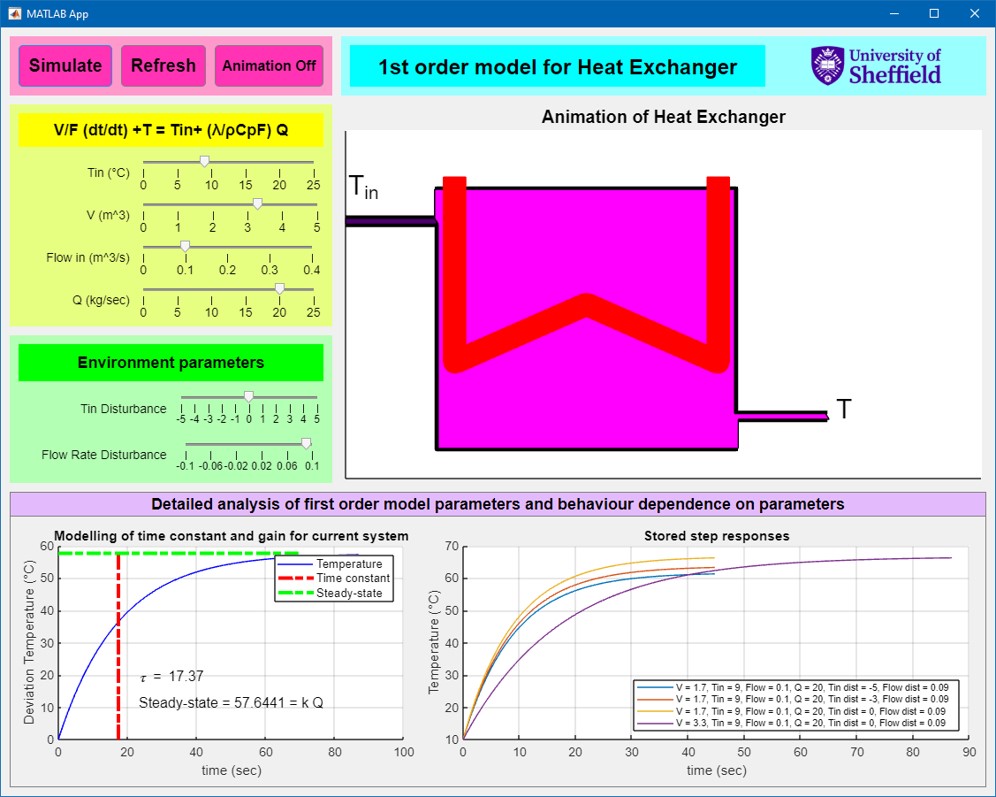 MATLAB App
Simulate
Refresh
Animation Off
1st order model for Heat Exchanger
University of
Sheffield
V/F (dt/dt) +T = Tin+ (λ/ρCpF) Q
Tin (°C)
0 5 10 15 20 25
V (m^3)
0 1 2 3 4 5
Flow in (m^3/s)
0 0.1 0.2 0.3 0.4
Q (kg/sec)
0 5 10 15 20 25
Environment parameters
Tin Disturbance
-5 -4 -3 -2 -1 0 1 2 3 4 5
Flow Rate Disturbance
-0.1 -0.06 -0.02 0.02 0.06 0.1
Animation of Heat Exchanger
Tin
T
Detailed analysis of first order model parameters and behaviour dependence on parameters
Modelling of time constant and gain for current system
Deviation Temperature (°C)
60
50
40
30
20
10
0
Temperature
Time constant
Steady-state
τ = 17.37
Steady-state = 57.6441 = k Q
0 20 40 60 80 100
time (sec)
Stored step responses
Temperature (°C)
70
60
50
40
30
20
10
V = 1.7, Tin = 9, Flow = 0.1, Q = 20, Tin dist = -5, Flow dist = 0.09
V = 1.7, Tin = 9, Flow = 0.1, Q = 20, Tin dist = -3, Flow dist = 0.09
V = 1.7, Tin = 9, Flow = 0.1, Q = 20, Tin dist = 0, Flow dist = 0.09
V = 3.3, Tin = 9, Flow = 0.1, Q = 20, Tin dist = 0, Flow dist = 0.09
0 10 20 30 40 50 60 70 80 90
time (sec)